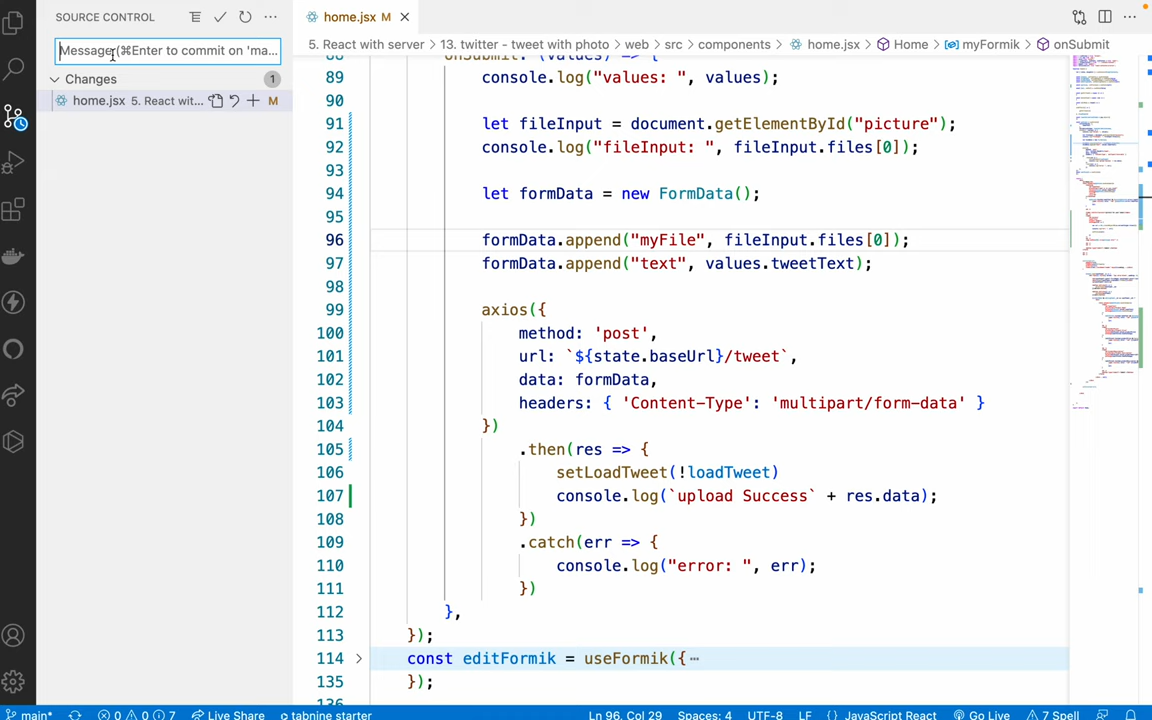 SOURCE CONTROL
home.jsx M
Message (⌘Enter to commit on 'ma...
5. React with server > 13. twitter - tweet with photo > web > src > components > home.jsx > Home > myFormik > onSubmit
Changes 1
home.jsx 5. React wit... M
88 onSubmit: (values) => {
89 console.log("values: ", values);
90
91 let fileInput = document.getElementById("picture");
92 console.log("fileInput: ", fileInput.files[0]);
93
94 let formData = new FormData();
95
96 formData.append("myFile", fileInput.files[0]);
97 formData.append("text", values.tweetText);
98
99 axios({
100 method: 'post',
101 url: `${state.baseUrl}/tweet`,
102 data: formData,
103 headers: { 'Content-Type': 'multipart/form-data' }
104 })
105 .then(res => {
106 setLoadTweet(!loadTweet)
107 console.log(`upload Success` + res.data);
108 })
109 .catch(err => {
110 console.log("error: ", err);
111 })
112 },
113 });
114 const editFormik = useFormik({⋯
135 });
136
main* 0 0 7 Live Share tabnine starter Ln 96, Col 29 Spaces: 4 UTF-8 LF {} JavaScript React Go Live 7 Spell